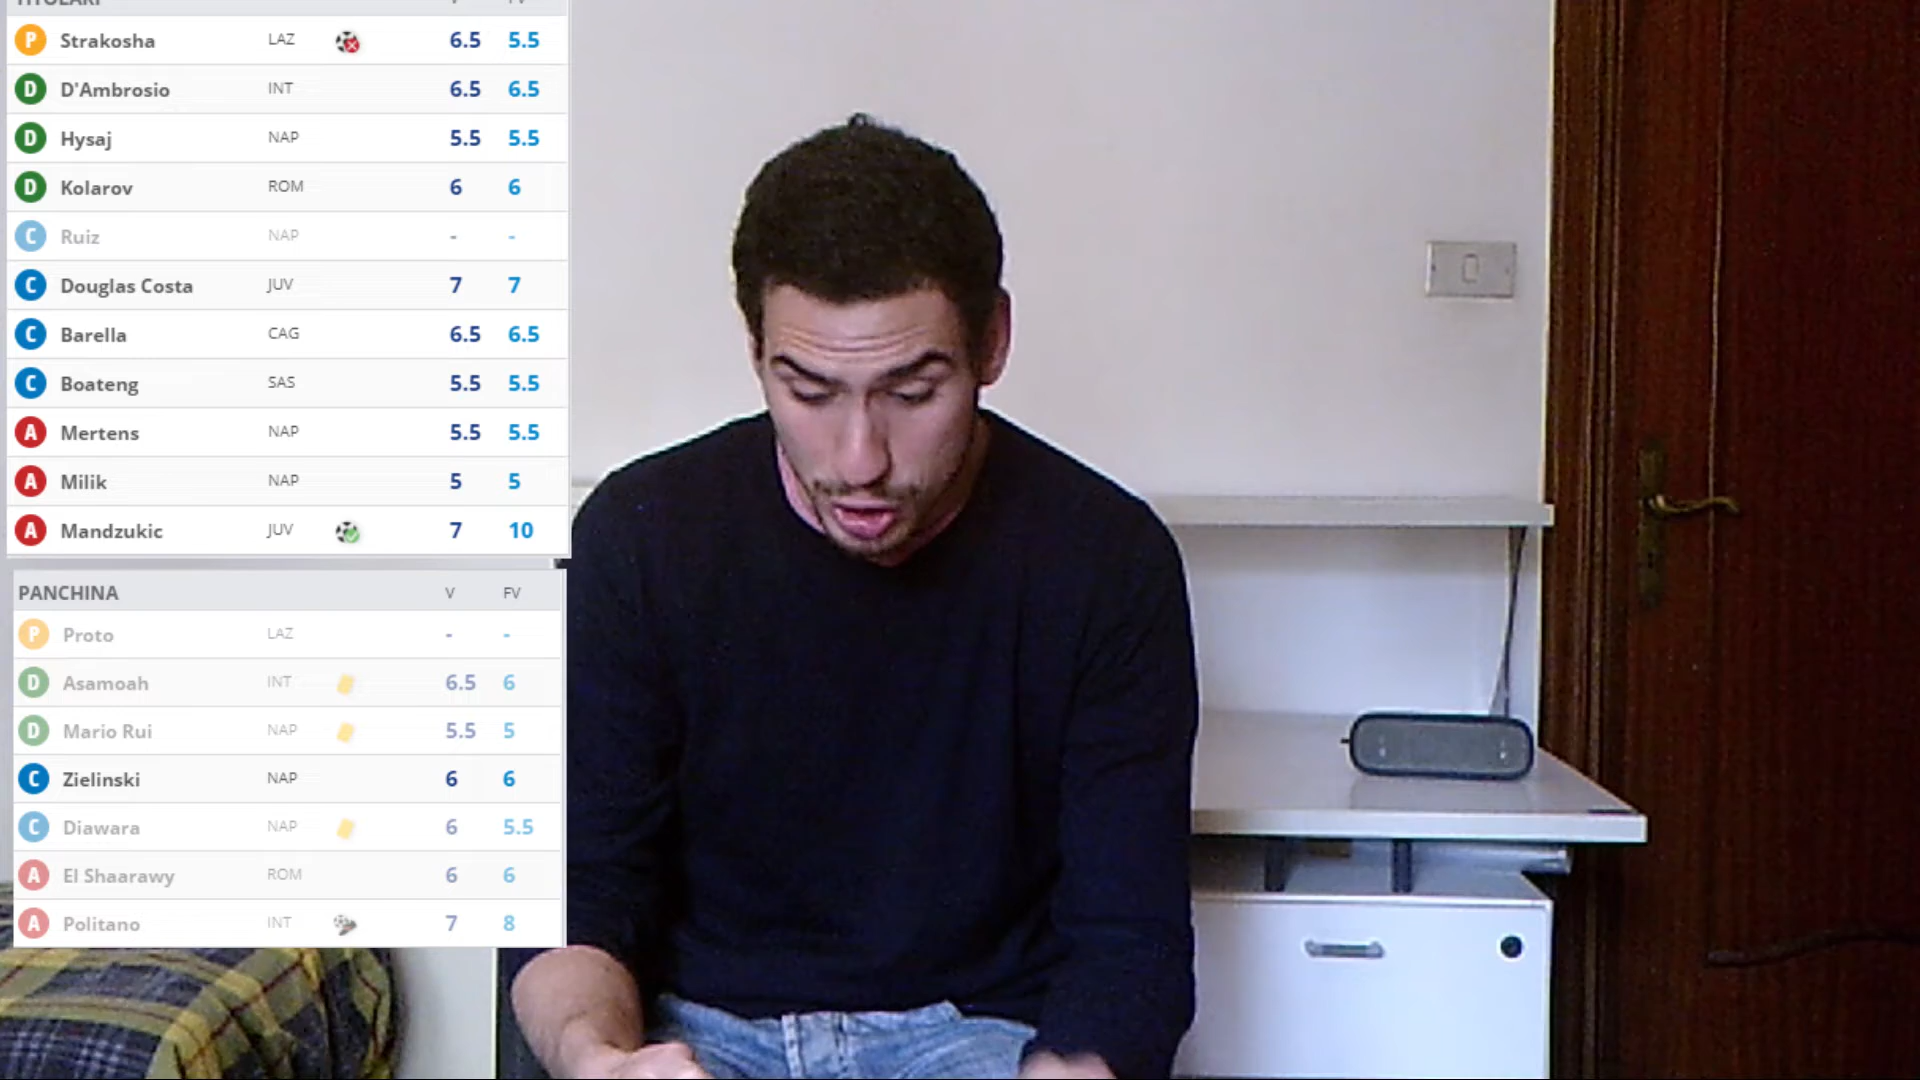 TITOLARI V FV
P Strakosha LAZ 6.5 5.5
D D'Ambrosio INT 6.5 6.5
D Hysaj NAP 5.5 5.5
D Kolarov ROM 6 6
C Ruiz NAP - -
C Douglas Costa JUV 7 7
C Barella CAG 6.5 6.5
C Boateng SAS 5.5 5.5
A Mertens NAP 5.5 5.5
A Milik NAP 5 5
A Mandzukic JUV 7 10
PANCHINA V FV
P Proto LAZ - -
D Asamoah INT 6.5 6
D Mario Rui NAP 5.5 5
C Zielinski NAP 6 6
C Diawara NAP 6 5.5
A El Shaarawy ROM 6 6
A Politano INT 7 8